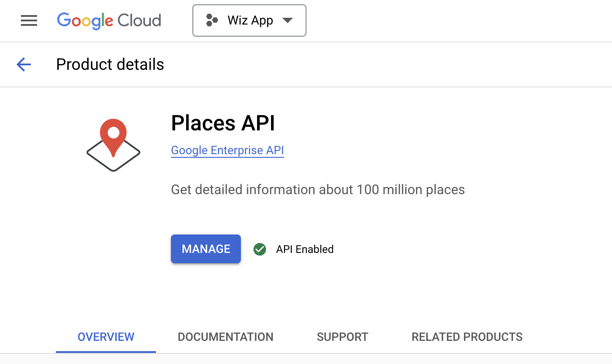 Google Cloud
Wiz App
Product details
Places API
Google Enterprise API
Get detailed information about 100 million places
MANAGE
API Enabled
OVERVIEW DOCUMENTATION SUPPORT RELATED PRODUCTS